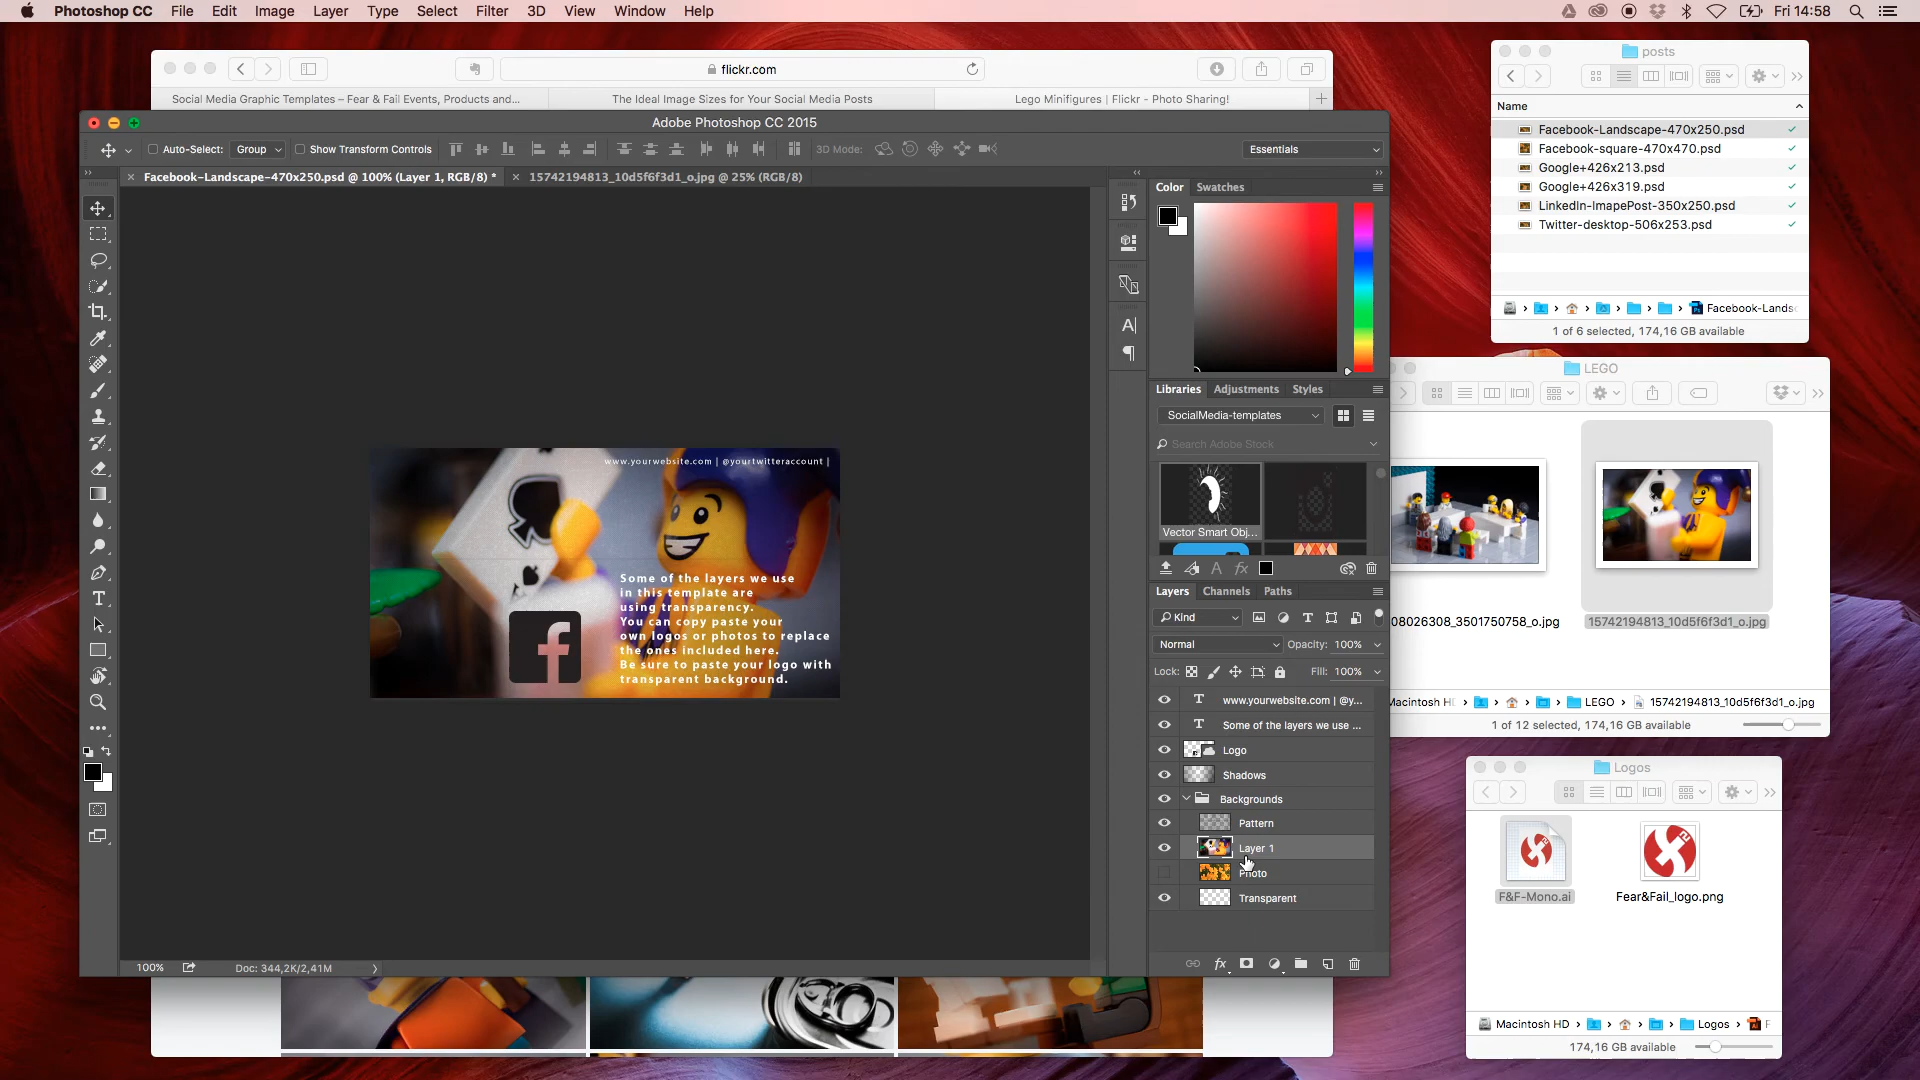 Photoshop CC File Edit Image Layer Type Select Filter 3D View Window Help
Fri 14:58
flickr.com
Social Media Graphic Templates – Fear & Fail Events, Products and...
The Ideal Image Sizes for Your Social Media Posts
Lego Minifigures | Flickr - Photo Sharing!
Adobe Photoshop CC 2015
Auto-Select: Group Show Transform Controls 3D Mode: Essentials
Facebook-Landscape-470x250.psd @ 100% (Layer 1, RGB/8) *
15742194813_10d5f6f3d1_o.jpg @ 25% (RGB/8)
www.yourwebsite.com | @yourtwitteraccount |
Some of the layers we use
in this template are
using transparency.
You can copy paste your
own logos or photos to replace
the ones included here.
Be sure to paste your logo with
transparent background.
100% Doc: 344,2K/2,41M
Color Swatches
Libraries Adjustments Styles
SocialMedia-templates
Search Adobe Stock
Vector Smart Obj...
Layers Channels Paths
Kind
Normal Opacity: 100%
Lock: Fill: 100%
www.yourwebsite.com | @y...
Some of the layers we use ...
Logo
Shadows
Backgrounds
Pattern
Layer 1
Photo
Transparent
posts
Name
Facebook-Landscape-470x250.psd
Facebook-square-470x470.psd
Google+426x213.psd
Google+426x319.psd
LinkedIn-ImapePost-350x250.psd
Twitter-desktop-506x253.psd
Facebook-Lands
1 of 6 selected, 174,16 GB available
LEGO
08026308_3501750758_o.jpg
15742194813_10d5f6f3d1_o.jpg
Macintosh H LEGO 15742194813_10d5f6f3d1_o.jpg
1 of 12 selected, 174,16 GB available
Logos
F&F-Mono.ai
Fear&Fail_logo.png
Macintosh HD Logos F
174,16 GB available